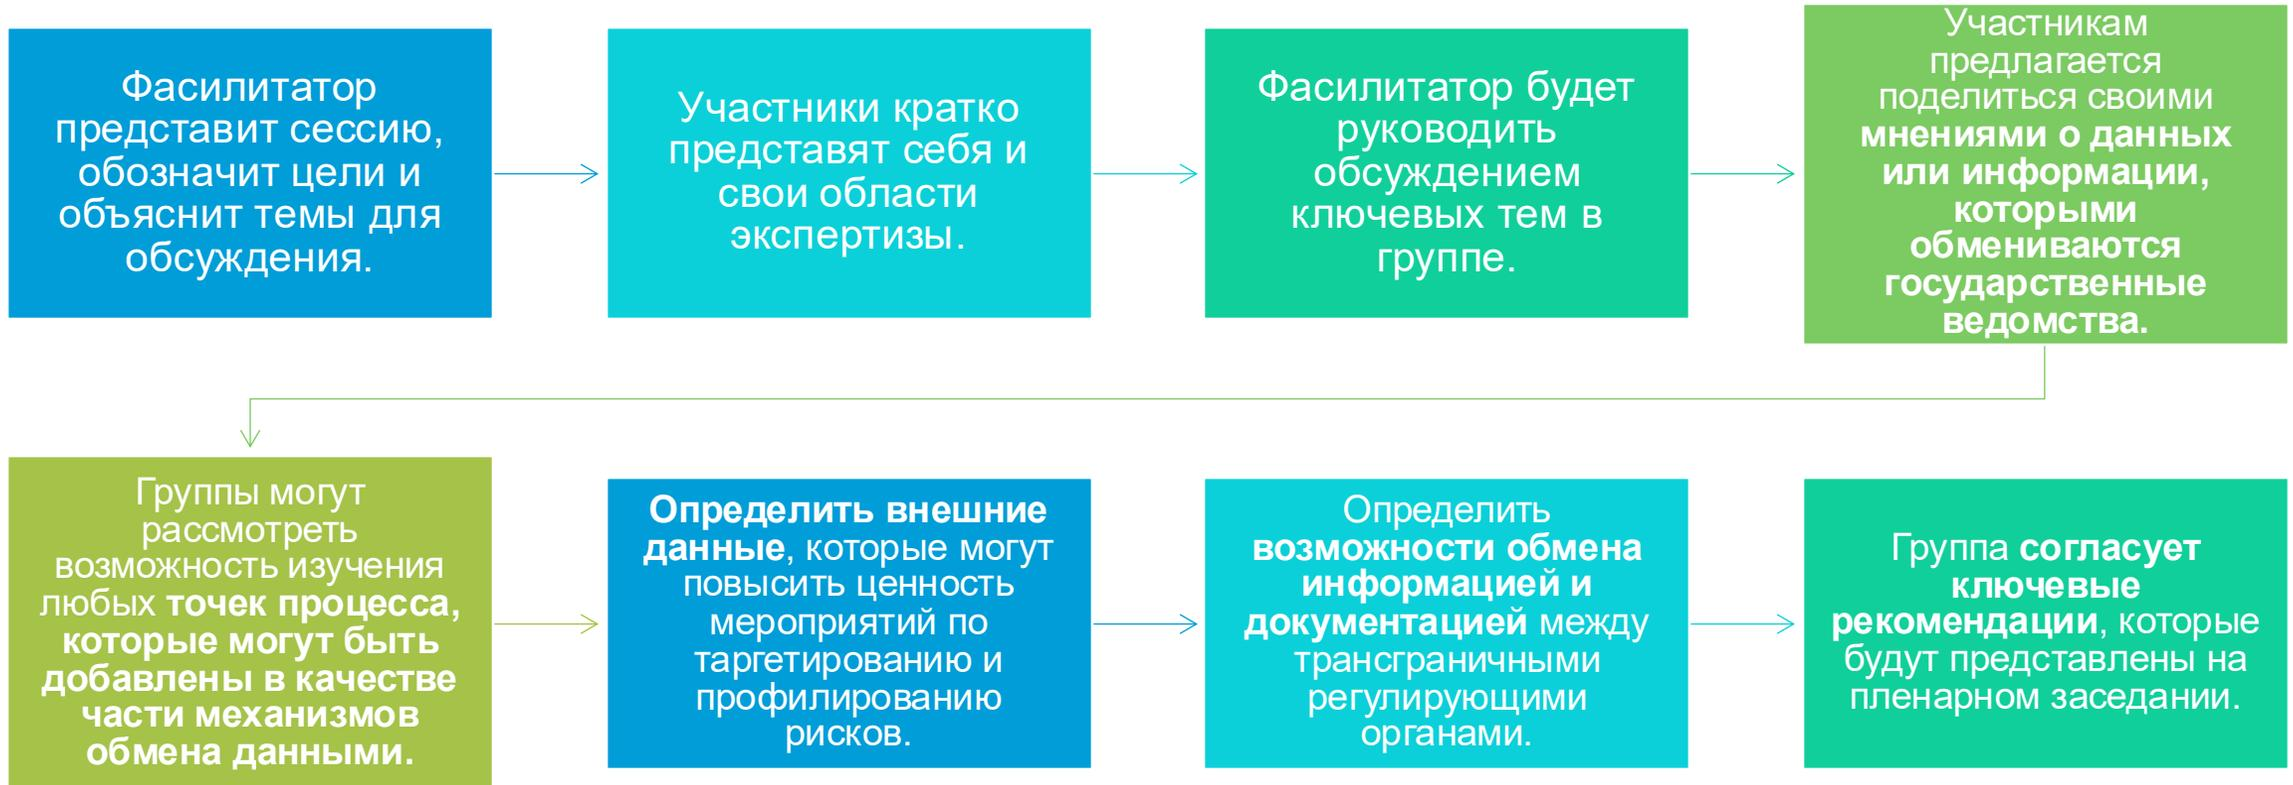 Фасилитатор
представит сессию,
обозначит цели и
объяснит темы для
обсуждения.
Участники кратко
представят себя и
свои области
экспертизы.
Фасилитатор будет
руководить
обсуждением
ключевых тем в
группе.
Участникам
предлагается
поделиться своими
мнениями о данных
или информации,
которыми
обмениваются
государственные
ведомства.
Группы могут
рассмотреть
возможность изучения
любых точек процесса,
которые могут быть
добавлены в качестве
части механизмов
обмена данными.
Определить внешние
данные, которые могут
повысить ценность
мероприятий по
таргетированию и
профилированию
рисков.
Определить
возможности обмена
информацией и
документацией между
трансграничными
регулирующими
органами.
Группа согласует
ключевые
рекомендации, которые
будут представлены на
пленарном заседании.